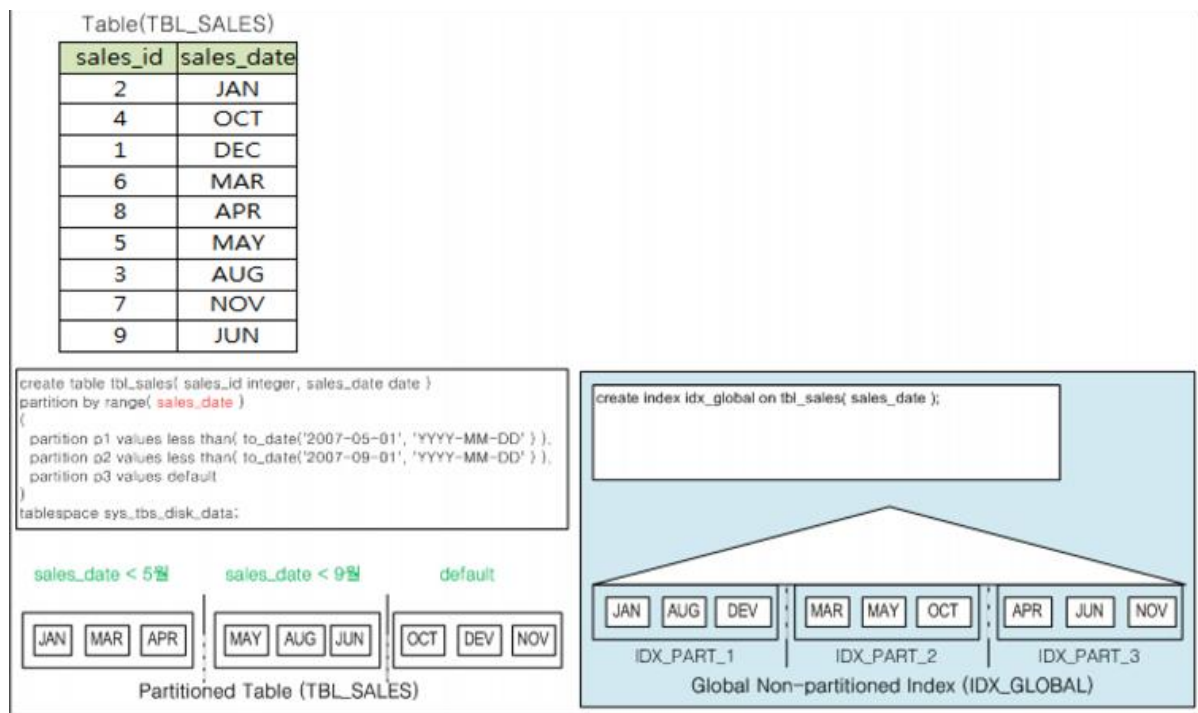 Table(TBL_SALES)
sales_id sales_date
2 JAN
4 OCT
1 DEC
6 MAR
8 APR
5 MAY
3 AUG
7 NOV
9 JUN
create table tbl_sales( sales_id integer, sales_date date )
partition by range( sales_date )
(
partition p1 values less than( to_date('2007-05-01', 'YYYY-MM-DD' ) ),
partition p2 values less than( to_date('2007-09-01', 'YYYY-MM-DD' ) ),
partition p3 values default
)
tablespace sys_tbs_disk_data;
sales_date < 5월 sales_date < 9월 default
JAN MAR APR MAY AUG JUN OCT DEV NOV
Partitioned Table (TBL_SALES)
create index idx_global on tbl_sales( sales_date );
JAN AUG DEV MAR MAY OCT APR JUN NOV
IDX_PART_1 IDX_PART_2 IDX_PART_3
Global Non-partitioned Index (IDX_GLOBAL)